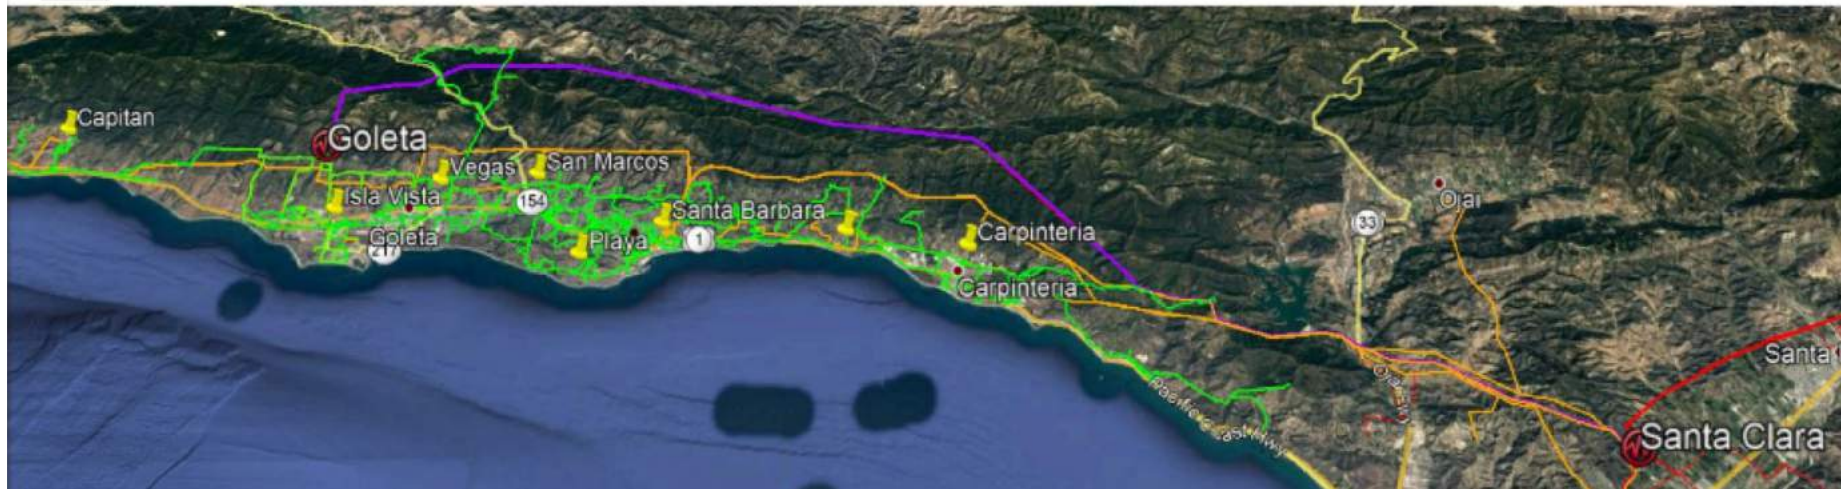 Capitan
Goleta
Vegas
San Marcos
Isla Vista
154
Santa Barbara
Goleta
217
Playa
1
Carpinteria
Carpinteria
33
Ojai
Santa
Pacific Coast Hwy
Santa Clara